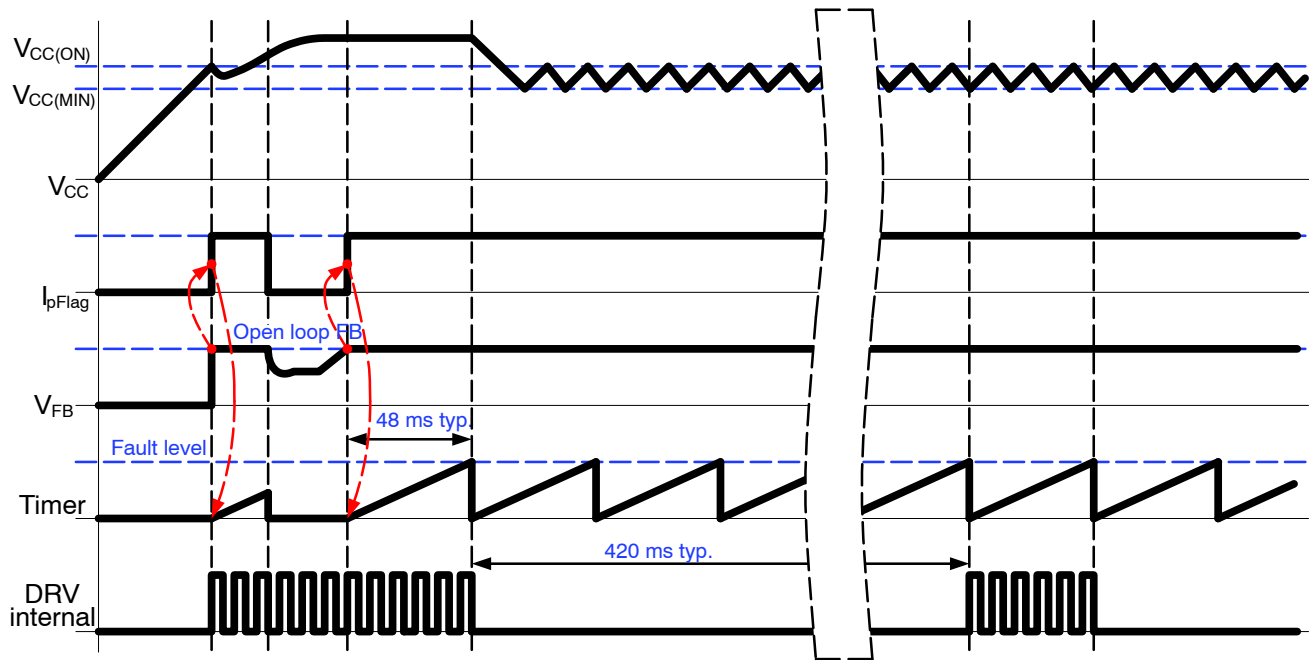 VCC(ON)
VCC(MIN)
VCC
IpFlag
Open loop FB
VFB
48 ms typ.
Fault level
Timer
420 ms typ.
DRV
internal